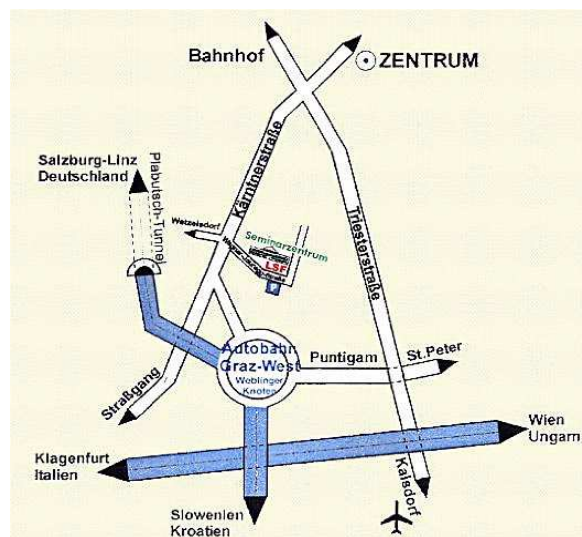 Bahnhof
ZENTRUM
Salzburg-Linz
Deutschland
Plabutsch-Tunnel
Kärntnerstraße
Triesterstraße
Wetzelsdorf
Seminarzentrum
LSF
P
Autobahn
Graz-West
Weblinger
Knoten
Puntigam
St.Peter
Straßgang
Wien
Ungarn
Klagenfurt
Italien
Kalsdorf
Slowenien
Kroatien